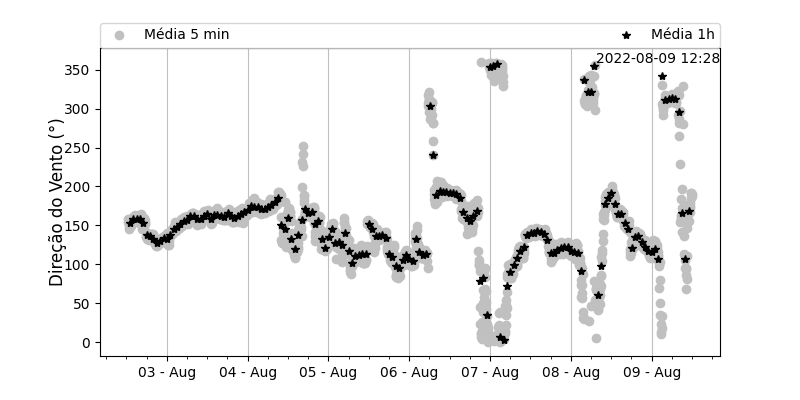 Média 5 min
Média 1h
2022-08-09 12:28
Direção do Vento (°)
350
300
250
200
150
100
50
0
03 - Aug
04 - Aug
05 - Aug
06 - Aug
07 - Aug
08 - Aug
09 - Aug